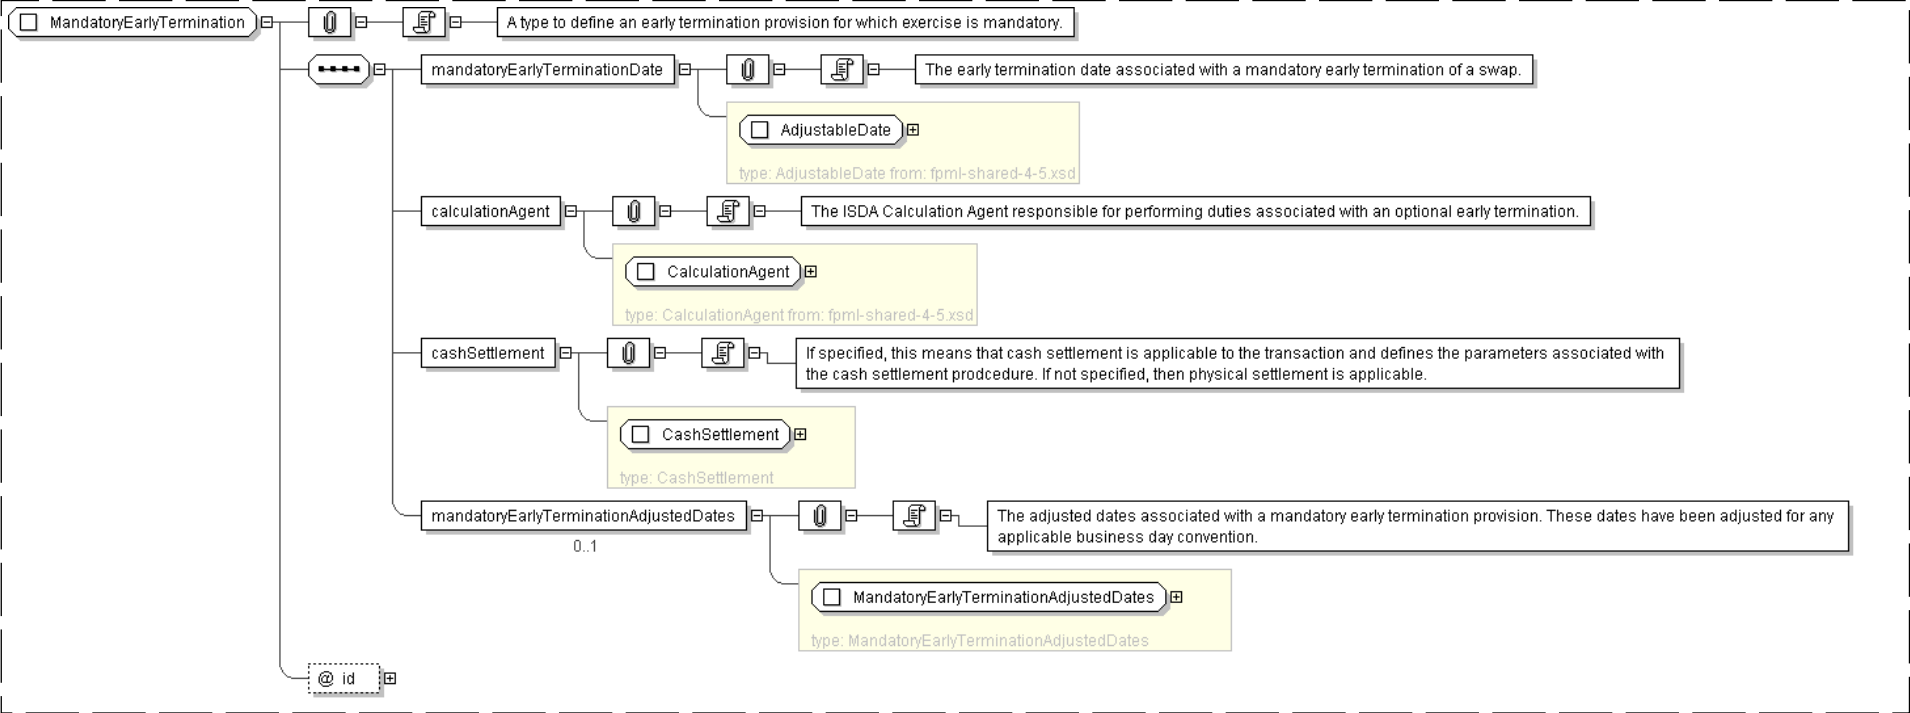 MandatoryEarlyTermination
A type to define an early termination provision for which exercise is mandatory.
mandatoryEarlyTerminationDate
The early termination date associated with a mandatory early termination of a swap.
AdjustableDate
type: AdjustableDate from: fpml-shared-4-5.xsd
calculationAgent
The ISDA Calculation Agent responsible for performing duties associated with an optional early termination.
CalculationAgent
type: CalculationAgent from: fpml-shared-4-5.xsd
cashSettlement
If specified, this means that cash settlement is applicable to the transaction and defines the parameters associated with
the cash settlement prodcedure. If not specified, then physical settlement is applicable.
CashSettlement
type: CashSettlement
mandatoryEarlyTerminationAdjustedDates
0..1
The adjusted dates associated with a mandatory early termination provision. These dates have been adjusted for any
applicable business day convention.
MandatoryEarlyTerminationAdjustedDates
type: MandatoryEarlyTerminationAdjustedDates
@ id